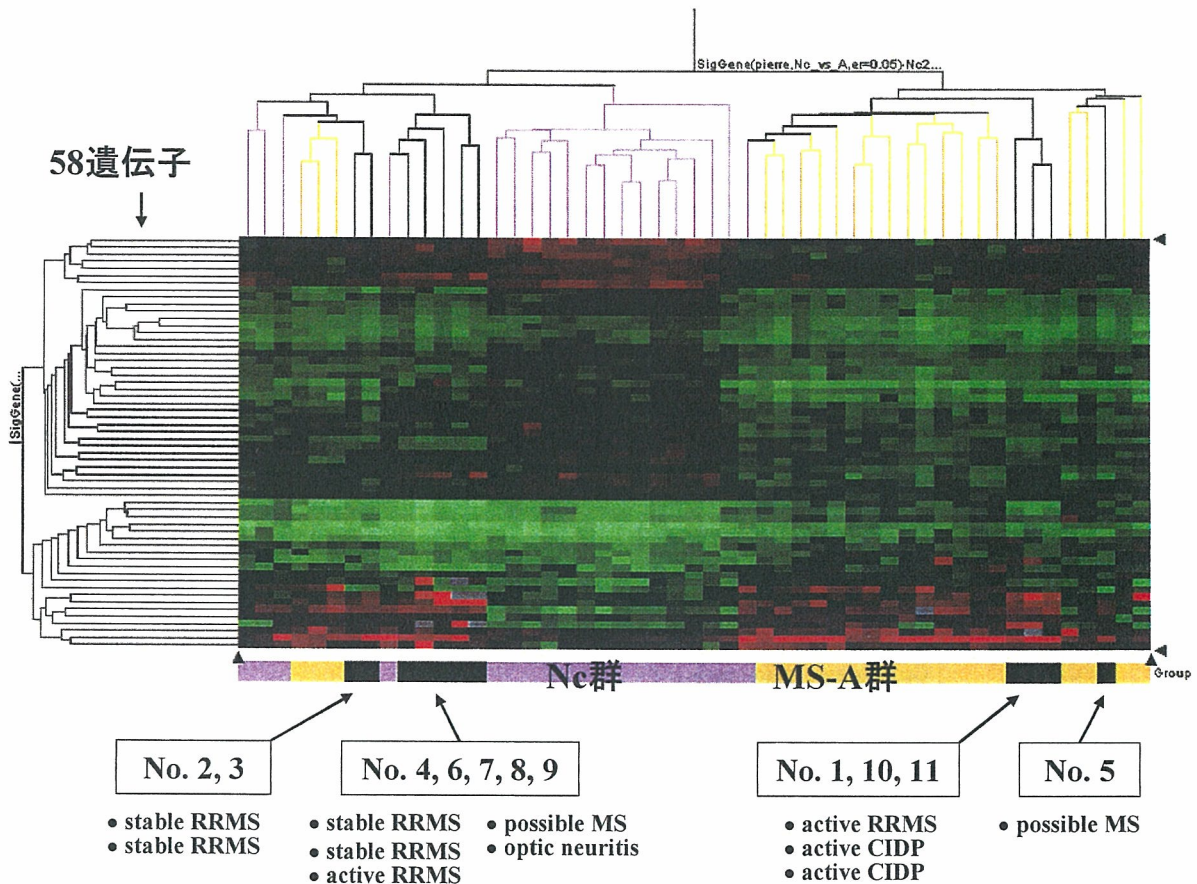 SigGene(pierre,Nc_vs_A,er=0.05)-Nc2...
58遺伝子
SigGene(...
Nc群
MS-A群
Group
No. 2, 3
No. 4, 6, 7, 8, 9
No. 1, 10, 11
No. 5
• stable RRMS
• stable RRMS
• stable RRMS
• stable RRMS
• active RRMS
• possible MS
• optic neuritis
• active RRMS
• active CIDP
• active CIDP
• possible MS